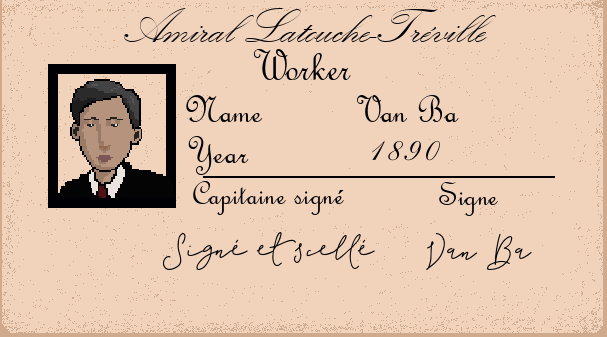 Amiral Latouche-Tréville
Worker
Name Van Ba
Year 1890
Capitaine signé Signe
Signé et scellé Van Ba